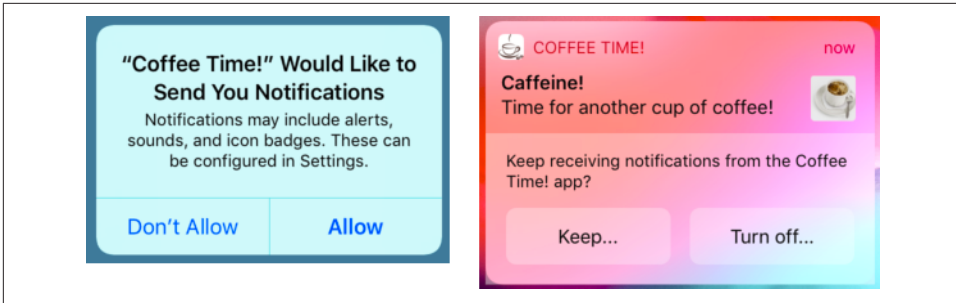 “Coffee Time!” Would Like to
Send You Notifications
Notifications may include alerts,
sounds, and icon badges. These can
be configured in Settings.
Don’t Allow
Allow
COFFEE TIME!
now
Caffeine!
Time for another cup of coffee!
Keep receiving notifications from the Coffee
Time! app?
Keep...
Turn off...